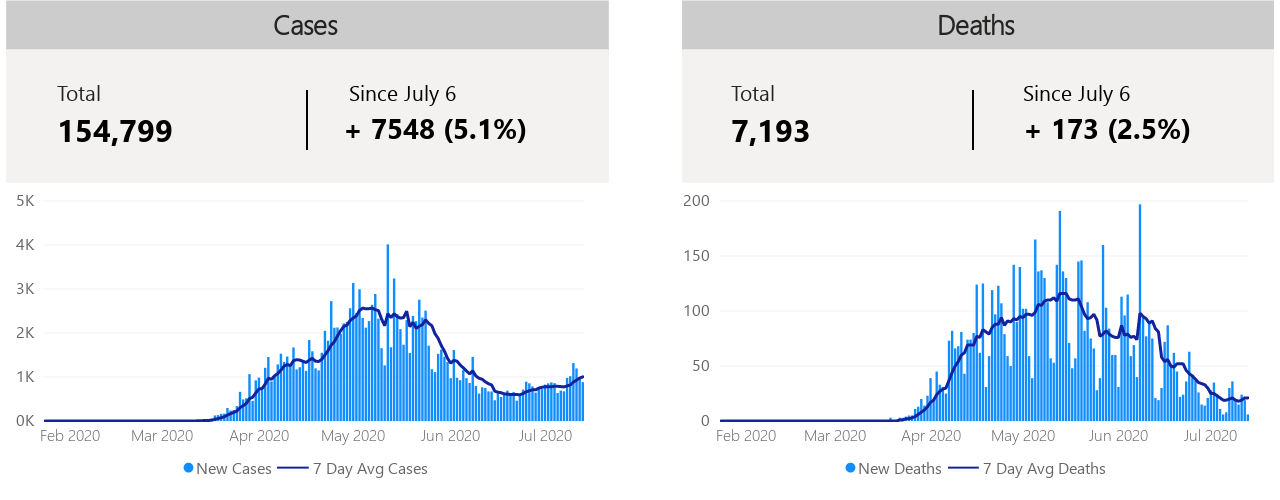 Cases
Total
Since July 6
154,799
+ 7548 (5.1%)
5K
4K
3K
2K
1K
0K
Feb 2020 Mar 2020 Apr 2020 May 2020 Jun 2020 Jul 2020
New Cases 7 Day Avg Cases
Deaths
Total
Since July 6
7,193
+ 173 (2.5%)
200
150
100
50
0
Feb 2020 Mar 2020 Apr 2020 May 2020 Jun 2020 Jul 2020
New Deaths 7 Day Avg Deaths